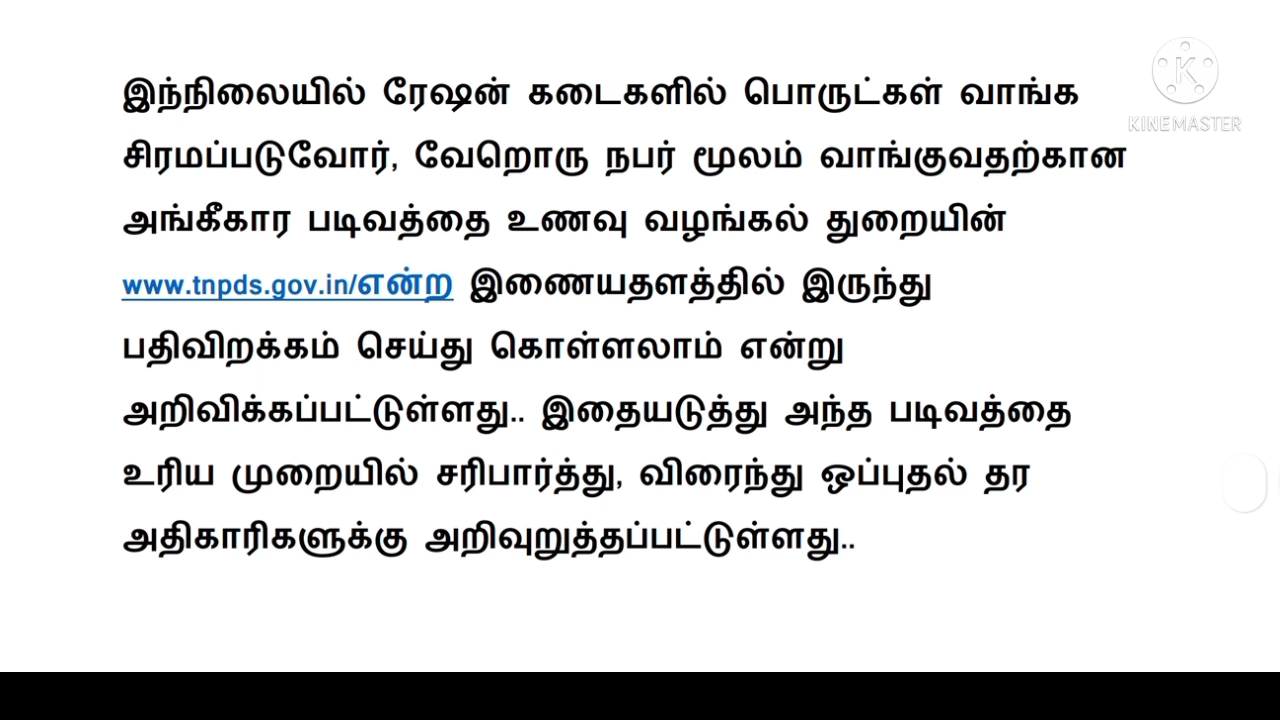 இந்நிலையில் ரேஷன் கடைகளில் பொருட்கள் வாங்க
சிரமப்படுவோர், வேறொரு நபர் மூலம் வாங்குவதற்கான
அங்கீகார படிவத்தை உணவு வழங்கல் துறையின்
www.tnpds.gov.in/என்ற இணையதளத்தில் இருந்து
பதிவிறக்கம் செய்து கொள்ளலாம் என்று
அறிவிக்கப்பட்டுள்ளது.. இதையடுத்து அந்த படிவத்தை
உரிய முறையில் சரிபார்த்து, விரைந்து ஒப்புதல் தர
அதிகாரிகளுக்கு அறிவுறுத்தப்பட்டுள்ளது..
K
KINEMASTER